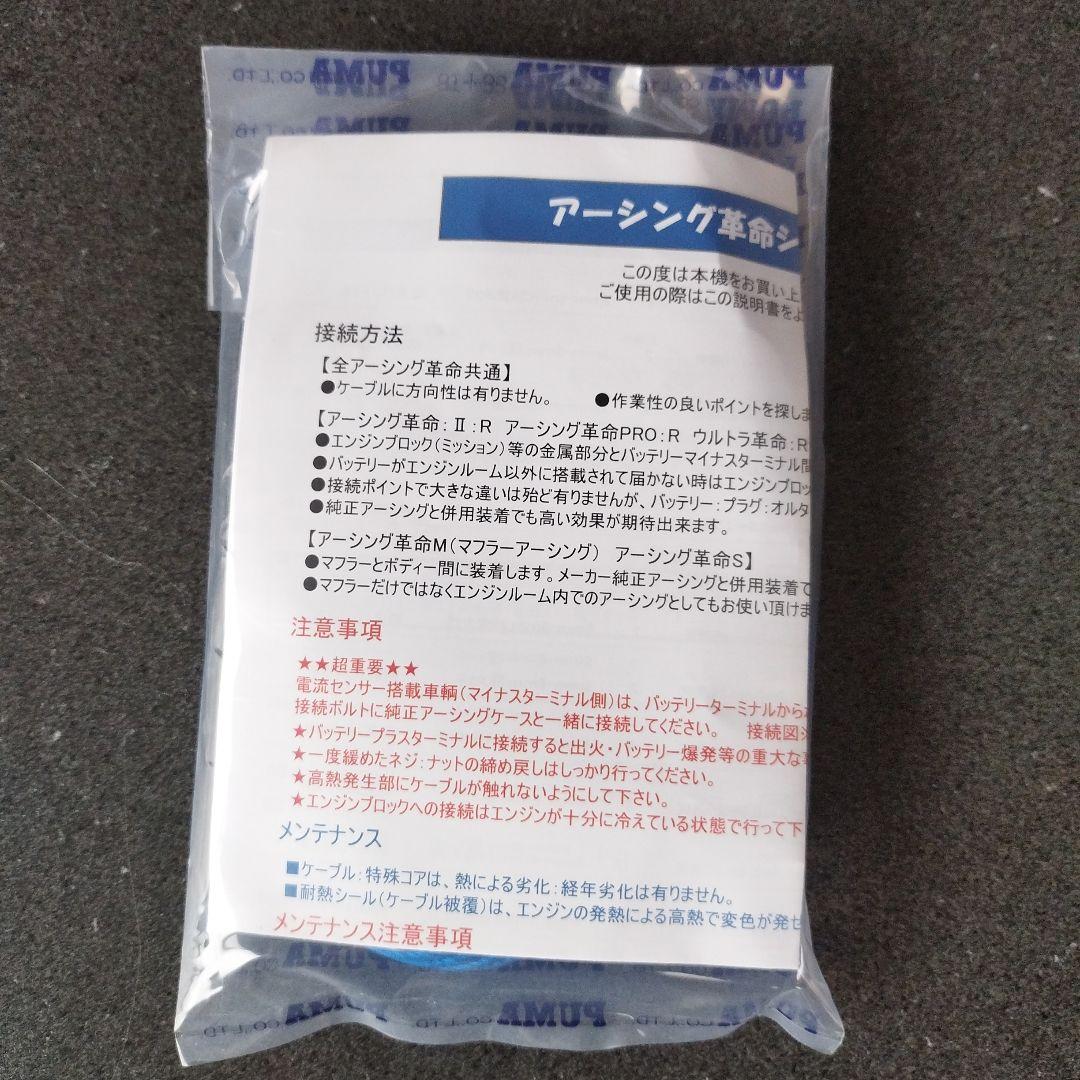 PUMA CO.,LTD.
アーシング革命シ
この度は本機をお買い上
ご使用の際はこの説明書をよ
接続方法
【全アーシング革命共通】
●ケーブルに方向性は有りません。 ●作業性の良いポイントを探しま
【アーシング革命：Ⅱ：R アーシング革命PRO：R ウルトラ革命：R
●エンジンブロック（ミッション）等の金属部分とバッテリーマイナスターミナル間
●バッテリーがエンジンルーム以外に搭載されて届かない時はエンジンブロッ
●接続ポイントで大きな違いは殆ど有りませんが、バッテリー：プラグ：オルタ
●純正アーシングと併用装着でも高い効果が期待出来ます。
【アーシング革命M（マフラーアーシング） アーシング革命S】
●マフラーとボディー間に装着します。メーカー純正アーシングと併用装着で
●マフラーだけではなくエンジンルーム内でのアーシングとしてもお使い頂けま
注意事項
★★超重要★★
電流センサー搭載車輌（マイナスターミナル側）は、バッテリーターミナルから
接続ボルトに純正アーシングケースと一緒に接続してください。 接続図
★バッテリープラスターミナルに接続すると出火・バッテリー爆発等の重大な事
★一度緩めたネジ：ナットの締め戻しはしっかり行ってください。
★高熱発生部にケーブルが触れないようにして下さい。
★エンジンブロックへの接続はエンジンが十分に冷えている状態で行って下
メンテナンス
■ケーブル：特殊コアは、熱による劣化：経年劣化は有りません。
■耐熱シール（ケーブル被覆）は、エンジンの発熱による高熱で変色が発せ
メンテナンス注意事項
PUMA CO.,LTD